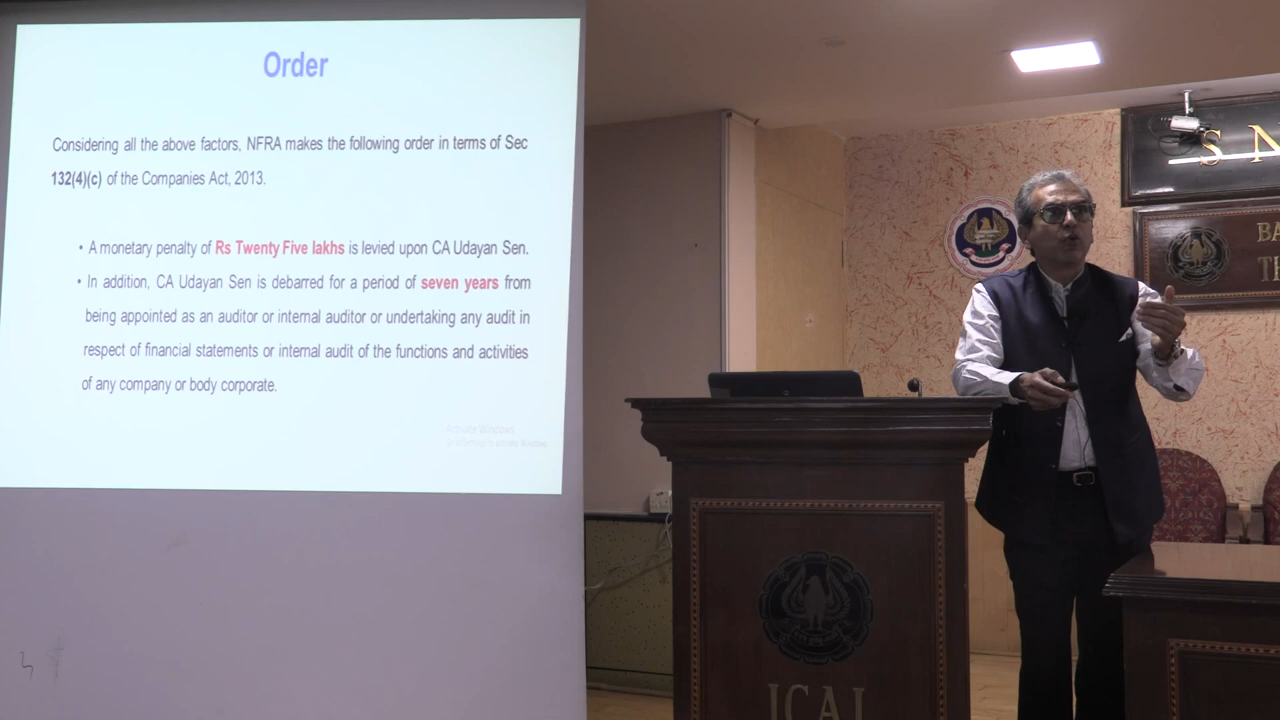 Order
Considering all the above factors, NFRA makes the following order in terms of Sec
132(4)(c) of the Companies Act, 2013.
• A monetary penalty of Rs Twenty Five lakhs is levied upon CA Udayan Sen.
• In addition, CA Udayan Sen is debarred for a period of seven years from
being appointed as an auditor or internal auditor or undertaking any audit in
respect of financial statements or internal audit of the functions and activities
of any company or body corporate.
Activate Windows
S N
BA
TH
ICAI